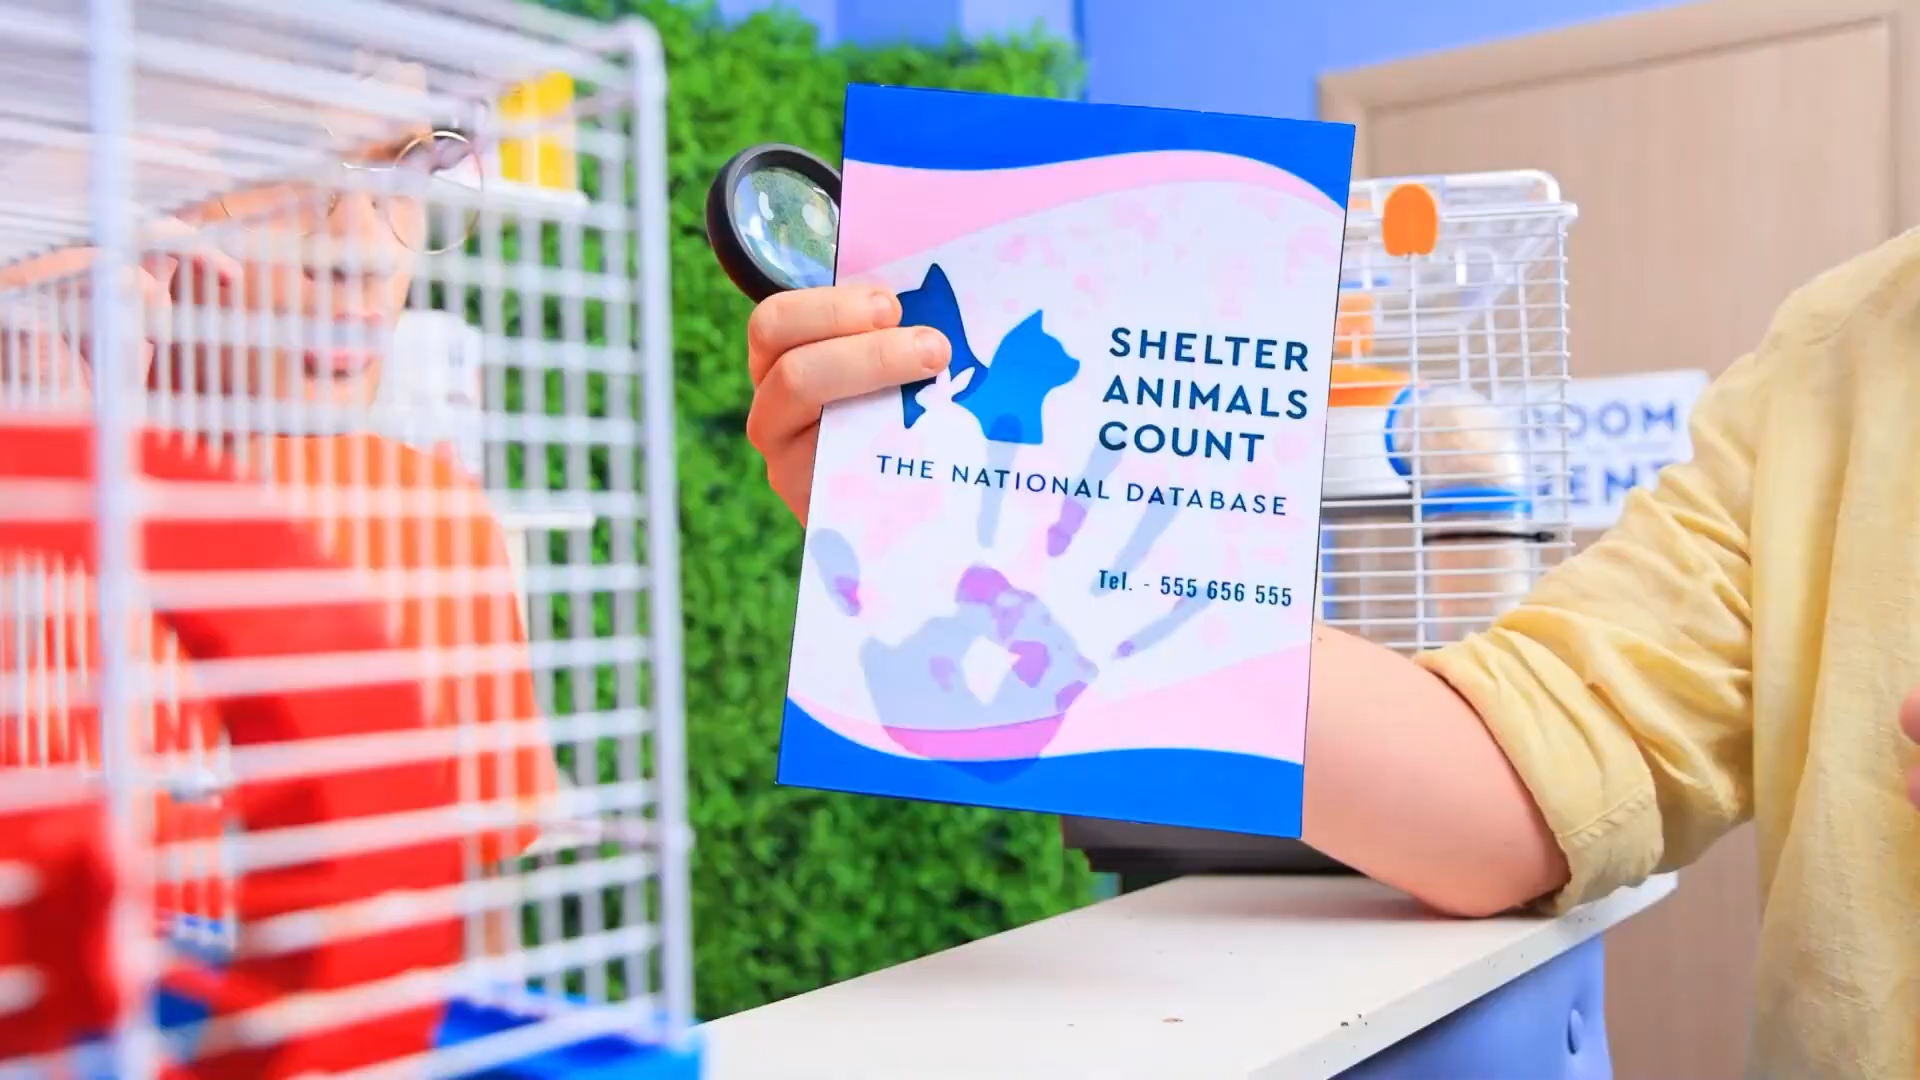 SHELTER
ANIMALS
COUNT
THE NATIONAL DATABASE
Tel. - 555 656 555